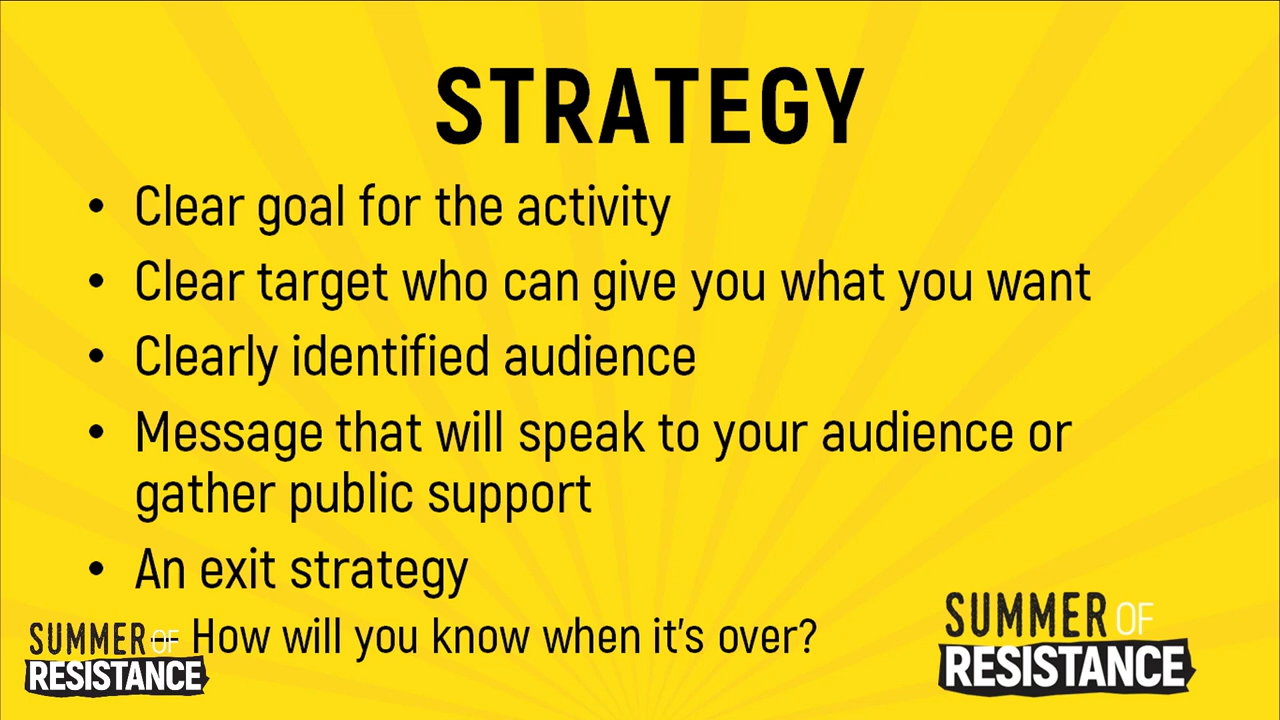 STRATEGY
• Clear goal for the activity
• Clear target who can give you what you want
• Clearly identified audience
• Message that will speak to your audience or
gather public support
• An exit strategy
– How will you know when it's over?
SUMMER OF
RESISTANCE
SUMMER OF
RESISTANCE